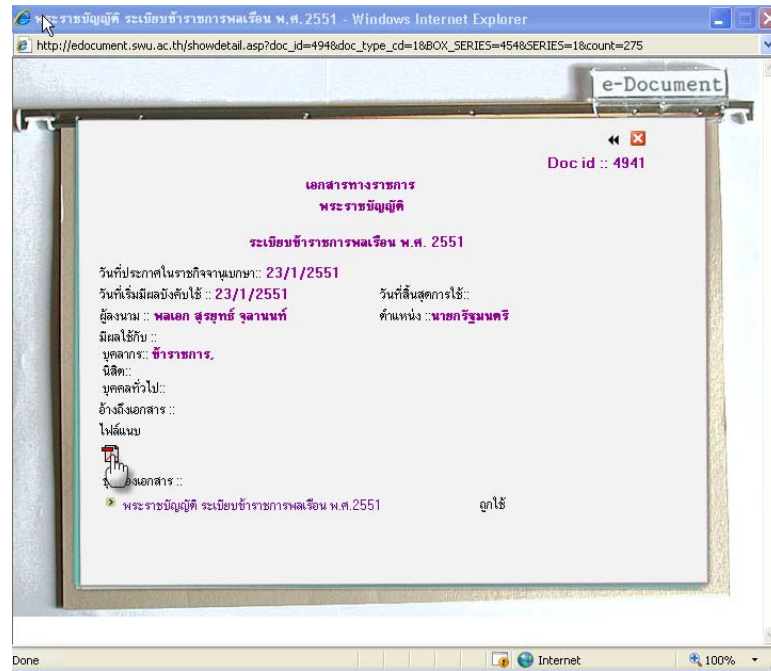 พระราชบัญญัติ ระเบียบข้าราชการพลเรือน พ.ศ.2551 - Windows Internet Explorer
http://edocument.swu.ac.th/showdetail.asp?doc_id=494&doc_type_cd=1&BOX_SERIES=454&SERIES=1&count=275
e-Document
Doc id :: 4941
เอกสารทางราชการ
พระราชบัญญัติ
ระเบียบข้าราชการพลเรือน พ.ศ. 2551
วันที่ประกาศในราชกิจจานุเบกษา:: 23/1/2551
วันที่เริ่มมีผลบังคับใช้ :: 23/1/2551 วันที่สิ้นสุดการใช้::
ผู้ลงนาม :: พลเอก สุรยุทธ์ จุลานนท์ ตำแหน่ง ::นายกรัฐมนตรี
มีผลใช้กับ ::
บุคลากร:: ข้าราชการ,
นิสิต::
บุคคลทั่วไป::
อ้างถึงเอกสาร ::
ไฟล์แนบ
ของเอกสาร ::
พระราชบัญญัติ ระเบียบข้าราชการพลเรือน พ.ศ.2551 ถูกใช้
Done Internet 100%